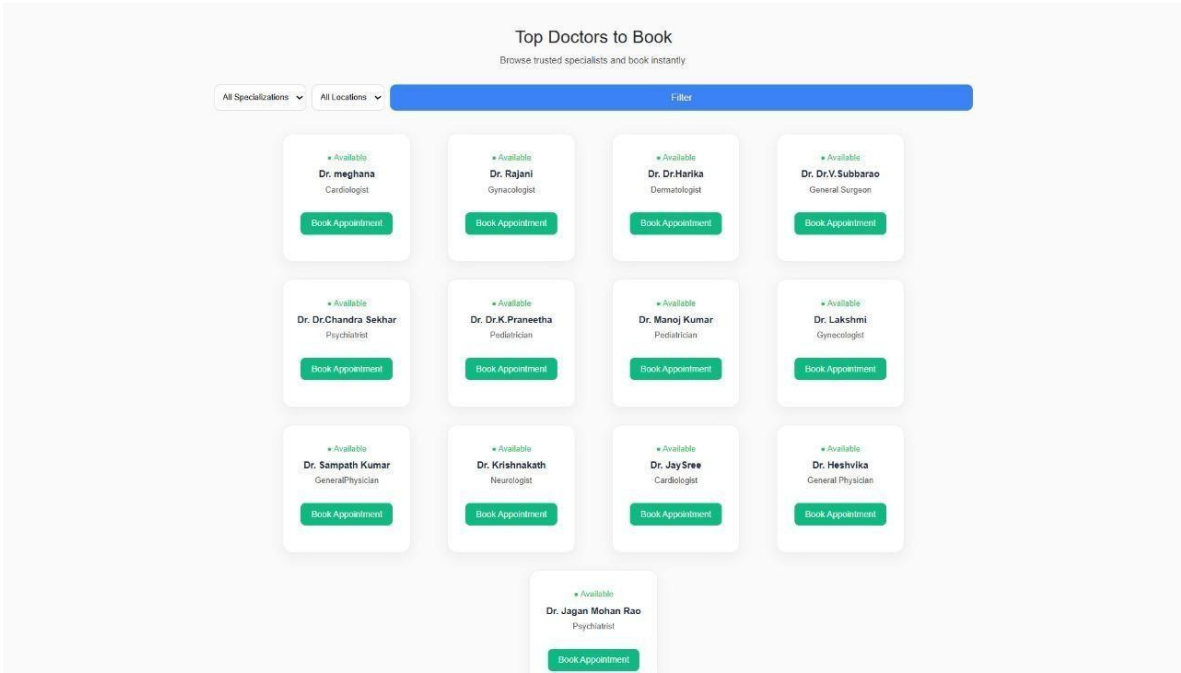 Top Doctors to Book
Browse trusted specialists and book instantly
All Specializations All Locations Filter
• Available
Dr. meghana
Cardiologist
Book Appointment
• Available
Dr. Rajani
Gynacologist
Book Appointment
• Available
Dr. Dr.Harika
Dermatologist
Book Appointment
• Available
Dr. Dr.V.Subbarao
General Surgeon
Book Appointment
• Available
Dr. Dr.Chandra Sekhar
Psychiatrist
Book Appointment
• Available
Dr. Dr.K.Praneetha
Pediatrician
Book Appointment
• Available
Dr. Manoj Kumar
Pediatrician
Book Appointment
• Available
Dr. Lakshmi
Gynecologist
Book Appointment
• Available
Dr. Sampath Kumar
GeneralPhysician
Book Appointment
• Available
Dr. Krishnakath
Neurologist
Book Appointment
• Available
Dr. JaySree
Cardiologist
Book Appointment
• Available
Dr. Heshvika
General Physician
Book Appointment
• Available
Dr. Jagan Mohan Rao
Psychiatrist
Book Appointment